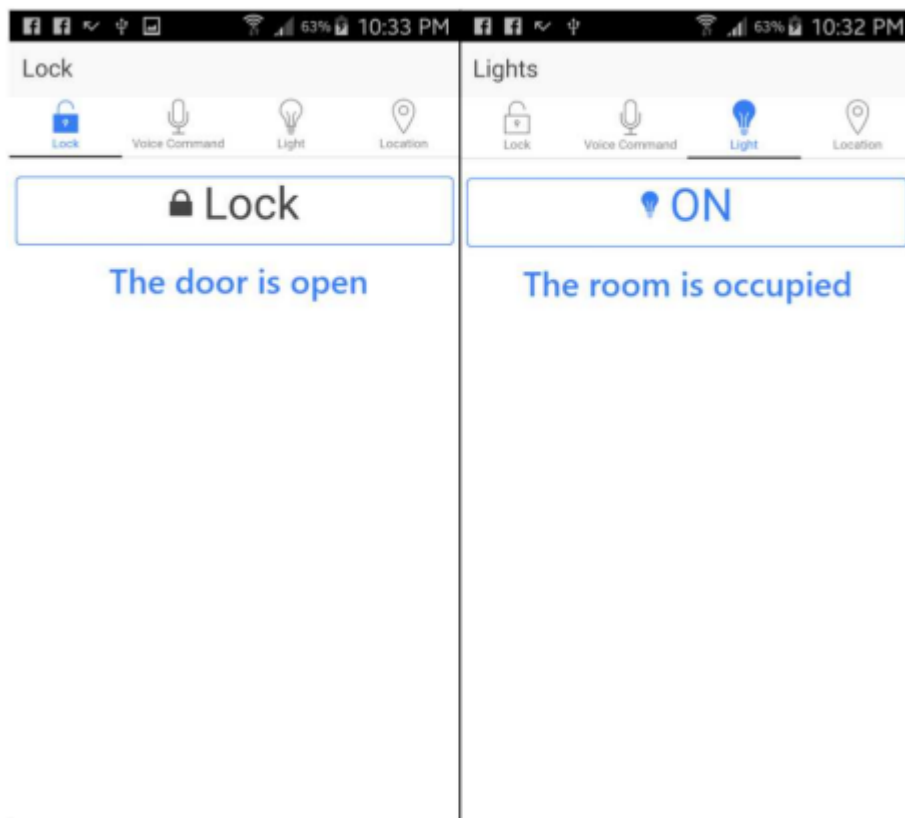 63% 10:33 PM
Lock
Lock Voice Command Light Location
Lock
The door is open
63% 10:32 PM
Lights
Lock Voice Command Light Location
ON
The room is occupied